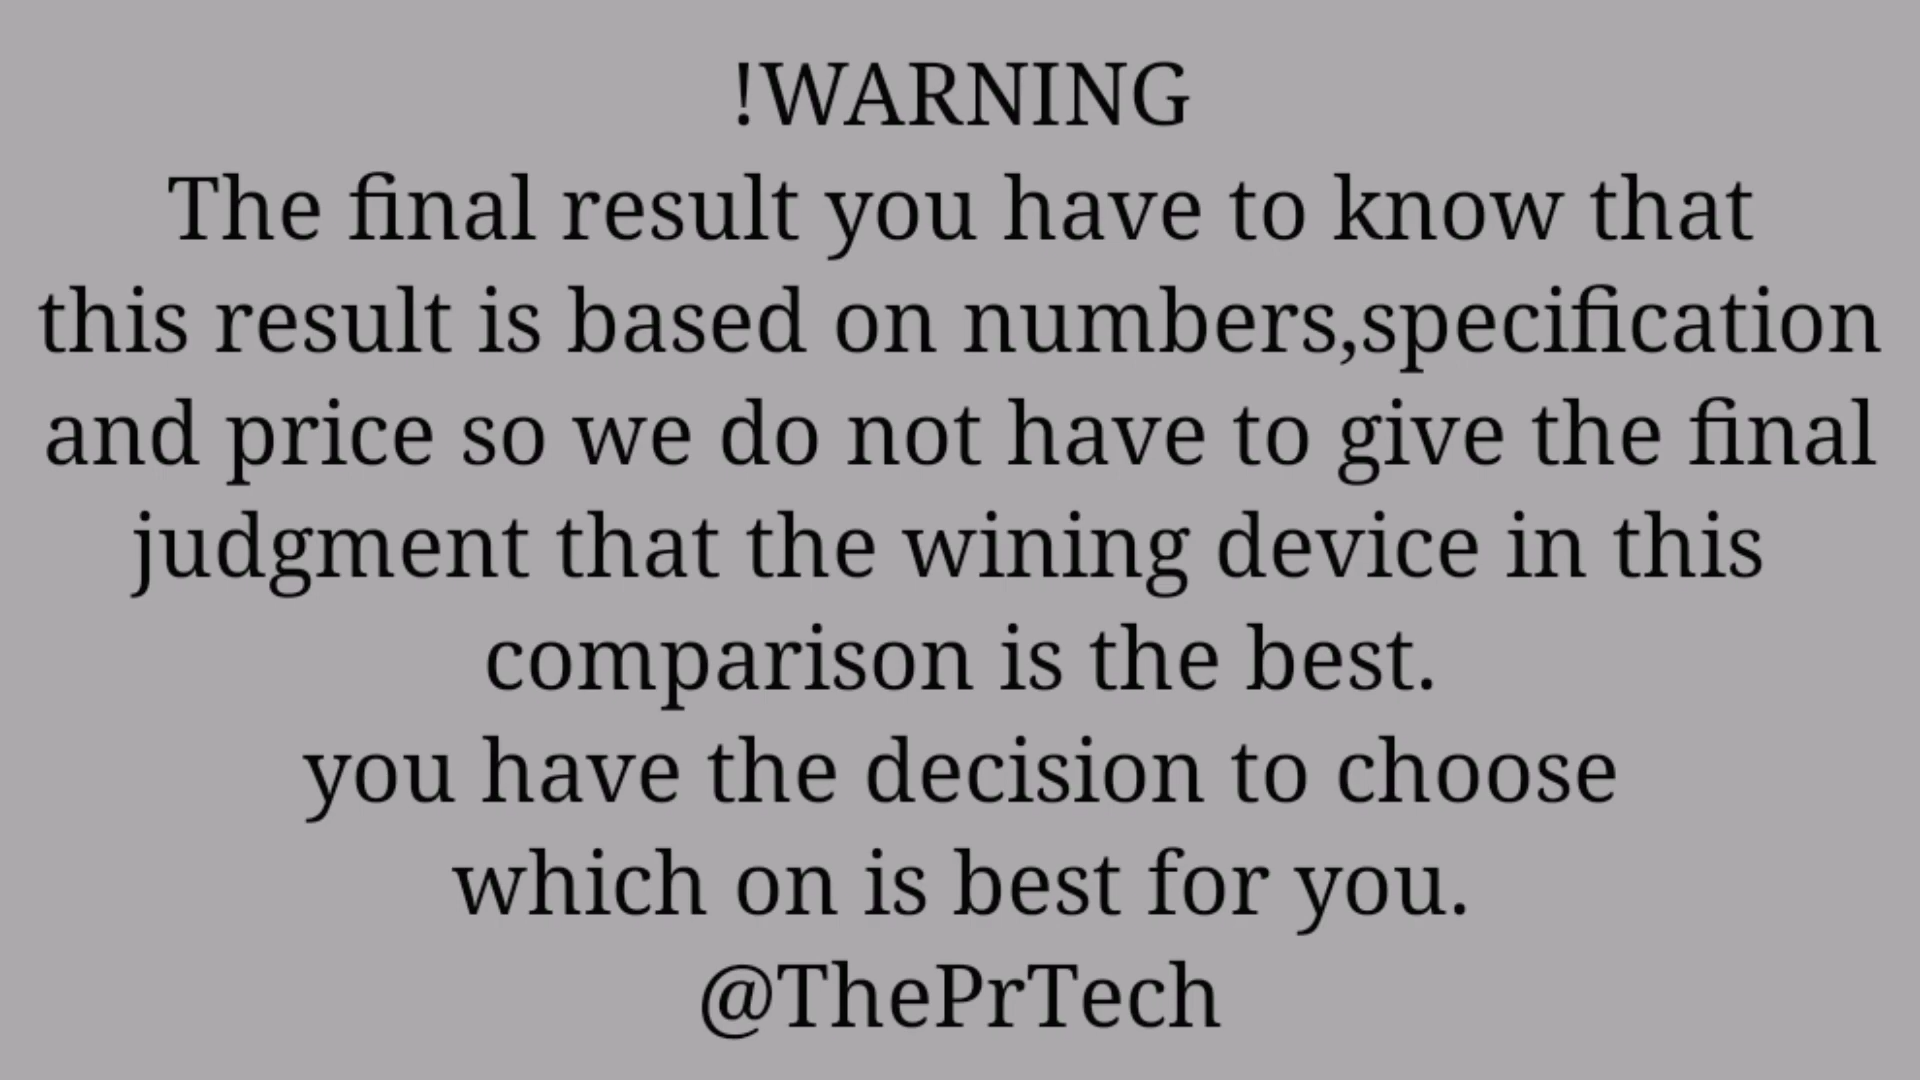 !WARNING
The final result you have to know that
this result is based on numbers,specification
and price so we do not have to give the final
judgment that the wining device in this
comparison is the best.
you have the decision to choose
which on is best for you.
@ThePrTech